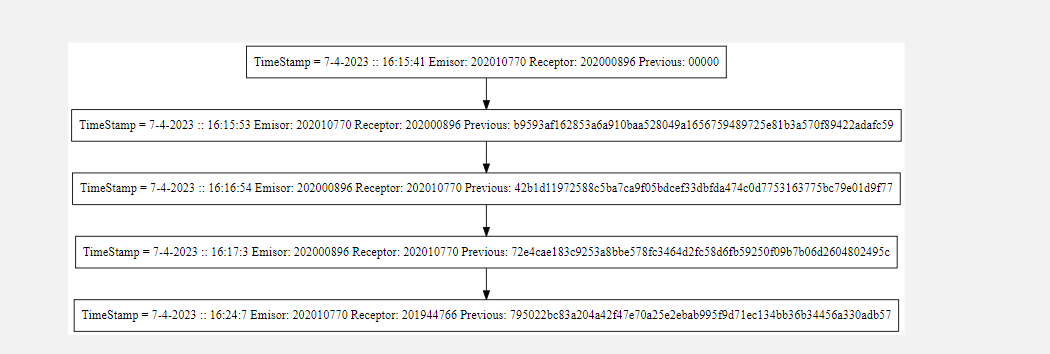 TimeStamp = 7-4-2023 :: 16:15:41 Emisor: 202010770 Receptor: 202000896 Previous: 00000
TimeStamp = 7-4-2023 :: 16:15:53 Emisor: 202010770 Receptor: 202000896 Previous: b9593af162853a6a910baa528049a1656759489725e81b3a570f89422adafc59
TimeStamp = 7-4-2023 :: 16:16:54 Emisor: 202000896 Receptor: 202010770 Previous: 42b1d11972588c5ba7ca9f05bdcef33dbfda474c0d7753163775bc79e01d9f77
TimeStamp = 7-4-2023 :: 16:17:3 Emisor: 202000896 Receptor: 202010770 Previous: 72e4cae183c9253a8bbe578fc3464d2fc58d6fb59250f09b7b06d2604802495c
TimeStamp = 7-4-2023 :: 16:24:7 Emisor: 202010770 Receptor: 201944766 Previous: 795022bc83a204a42f47e70a25e2ebab995f9d71ec134bb36b34456a330adb57